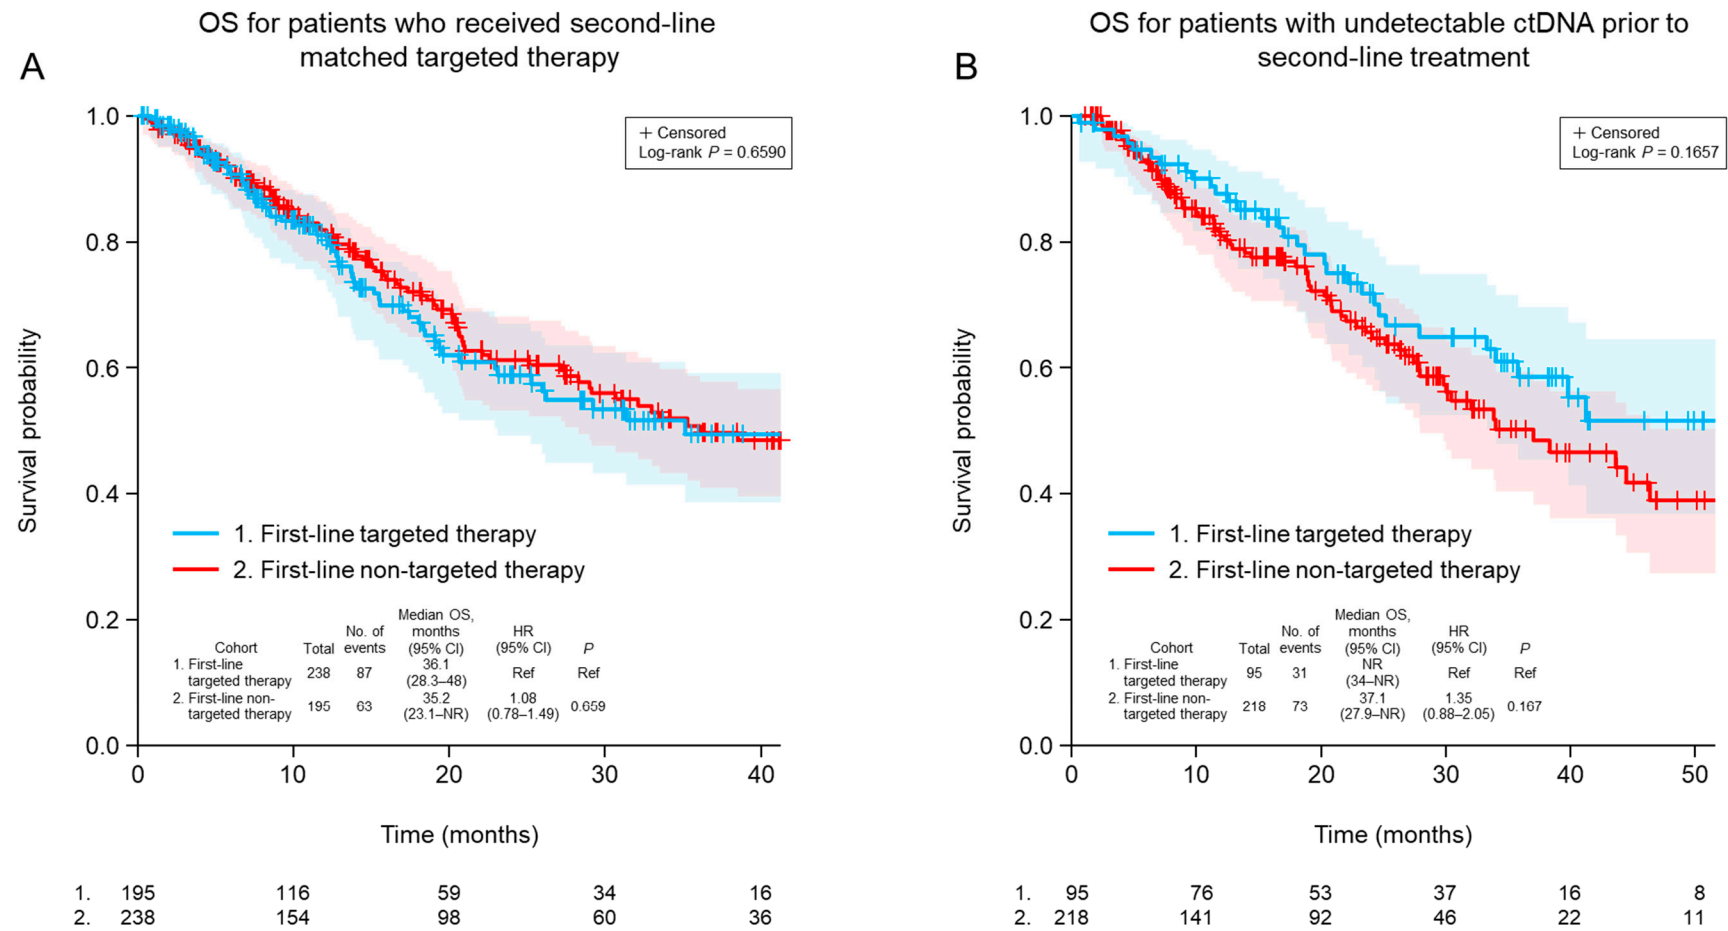 OS for patients who received second-line
matched targeted therapy
A
Survival probability
1.0
0.8
0.6
0.4
0.2
0.0
+ Censored
Log-rank P = 0.6590
1. First-line targeted therapy
2. First-line non-targeted therapy
Cohort Total No. of events Median OS, months (95% CI) HR (95% CI) P
1. First-line targeted therapy 238 87 36.1 (28.3–48) Ref Ref
2. First-line non-targeted therapy 195 63 35.2 (23.1–NR) 1.08 (0.78–1.49) 0.659
0 10 20 30 40
Time (months)
1. 195 116 59 34 16
2. 238 154 98 60 36
OS for patients with undetectable ctDNA prior to
second-line treatment
B
Survival probability
1.0
0.8
0.6
0.4
0.2
0.0
+ Censored
Log-rank P = 0.1657
1. First-line targeted therapy
2. First-line non-targeted therapy
Cohort Total No. of events Median OS, months (95% CI) HR (95% CI) P
1. First-line targeted therapy 95 31 NR (34–NR) Ref Ref
2. First-line non-targeted therapy 218 73 37.1 (27.9–NR) 1.35 (0.88–2.05) 0.167
0 10 20 30 40 50
Time (months)
1. 95 76 53 37 16 8
2. 218 141 92 46 22 11